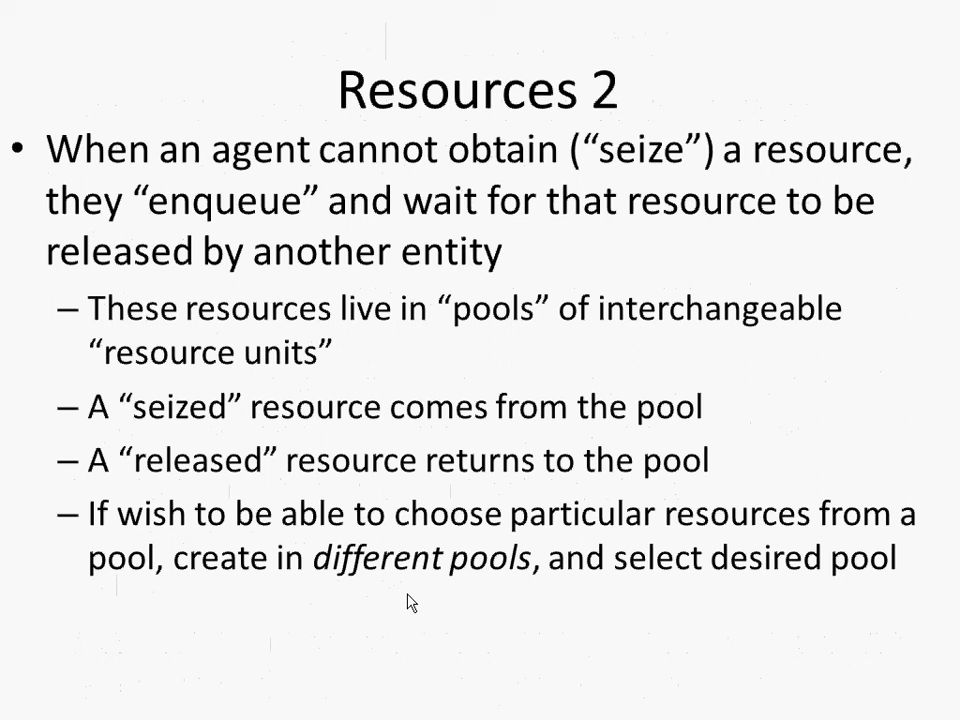 Resources 2
• When an agent cannot obtain (“seize”) a resource,
they “enqueue” and wait for that resource to be
released by another entity
– These resources live in “pools” of interchangeable
“resource units”
– A “seized” resource comes from the pool
– A “released” resource returns to the pool
– If wish to be able to choose particular resources from a
pool, create in different pools, and select desired pool